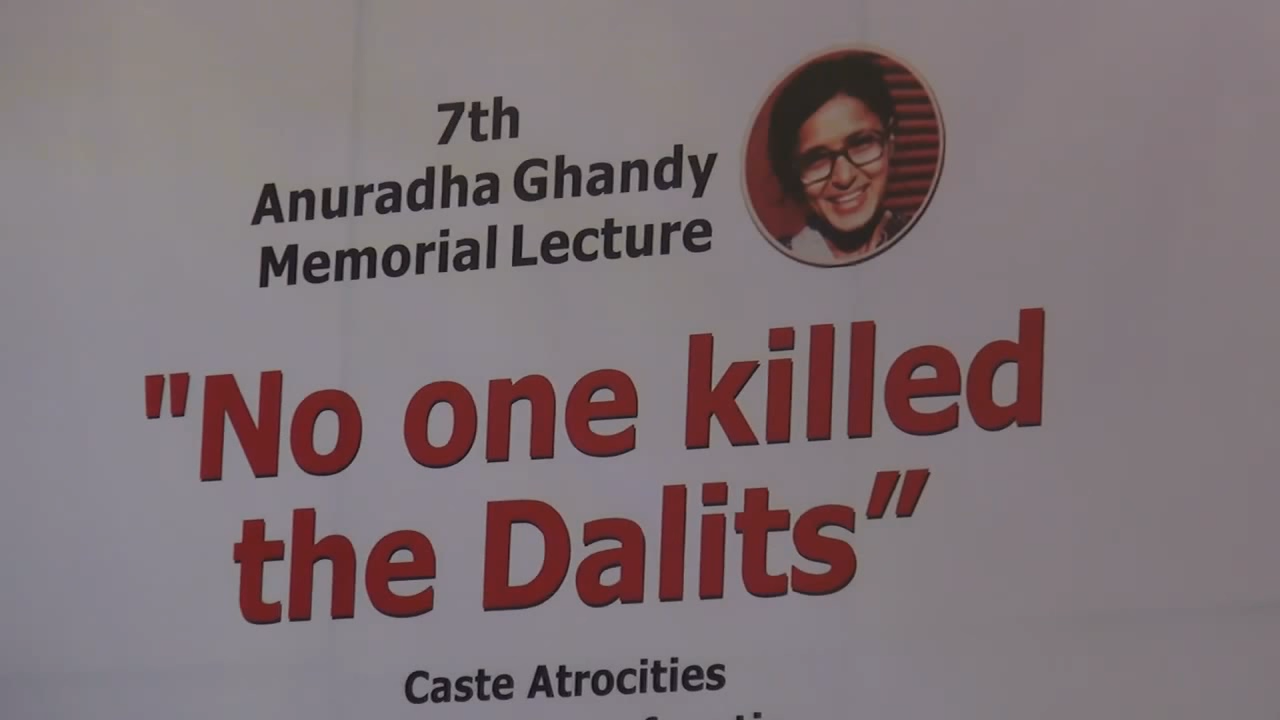 7th
Anuradha Ghandy
Memorial Lecture
"No one killed
the Dalits”
Caste Atrocities